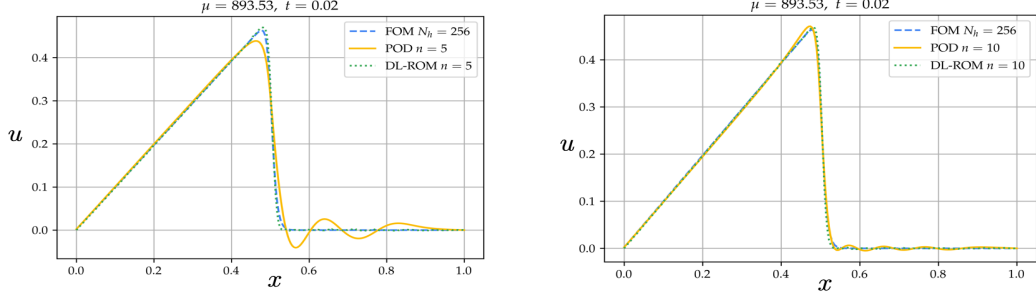 μ = 893.53, t = 0.02
FOM N_h = 256
POD n = 5
DL-ROM n = 5
0.4
0.3
u
0.2
0.1
0.0
0.0 0.2 0.4 0.6 0.8 1.0
x
μ = 893.53, t = 0.02
FOM N_h = 256
POD n = 10
DL-ROM n = 10
0.4
0.3
u
0.2
0.1
0.0
0.0 0.2 0.4 0.6 0.8 1.0
x